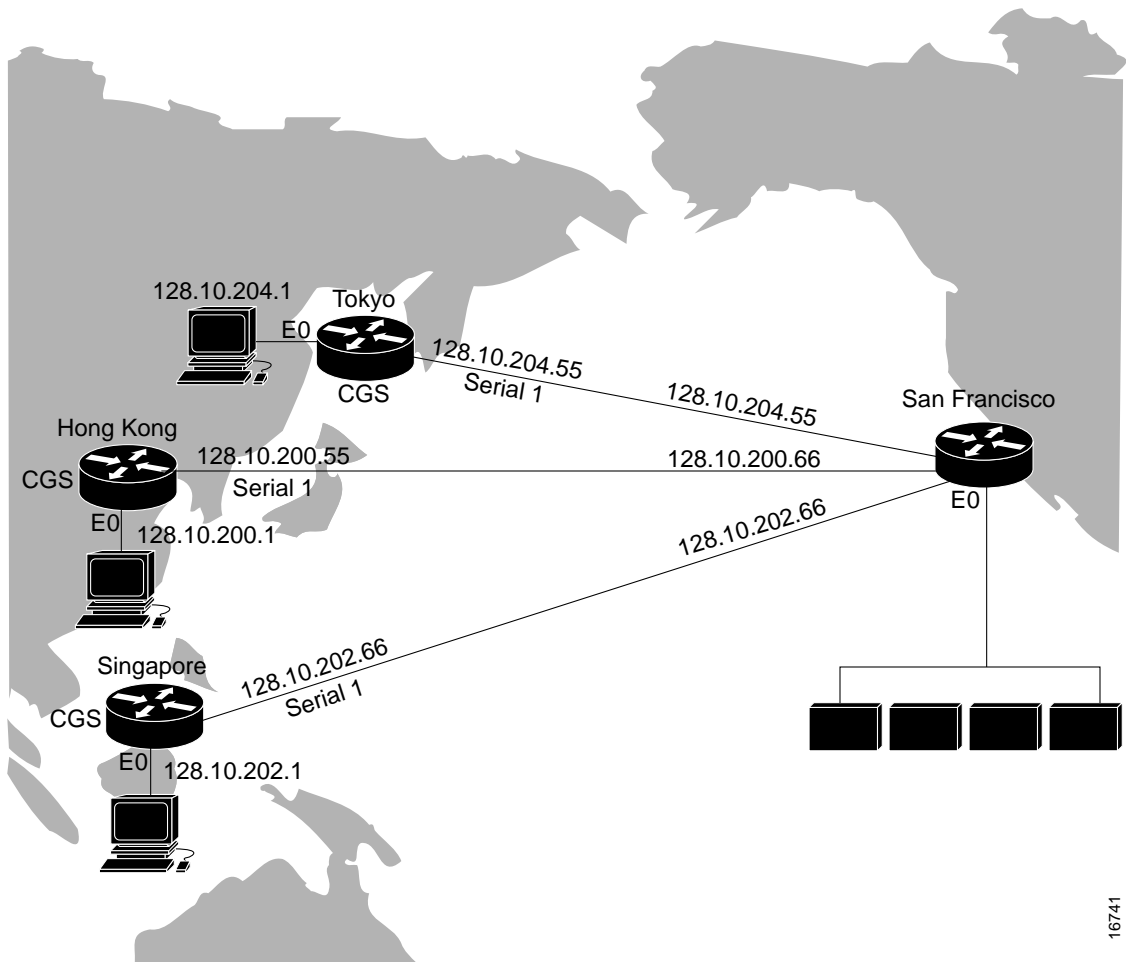 128.10.204.1
Tokyo
E0
CGS
128.10.204.55
Serial 1
128.10.204.55
San Francisco
E0
Hong Kong
CGS
128.10.200.55
Serial 1
128.10.200.66
E0
128.10.200.1
128.10.202.66
Singapore
CGS
128.10.202.66
Serial 1
E0
128.10.202.1
16741